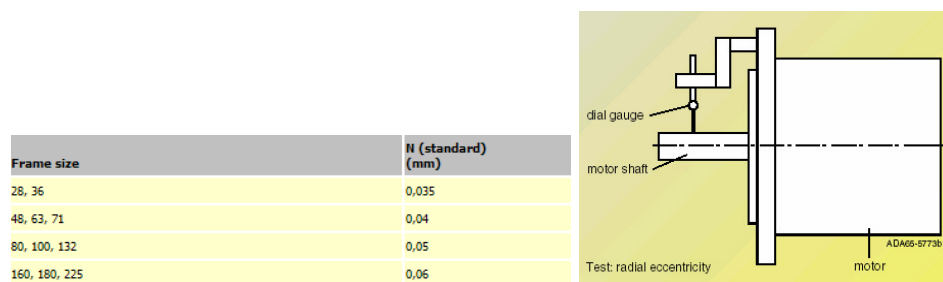 Frame size
N (standard)
(mm)
28, 36
0,035
48, 63, 71
0,04
80, 100, 132
0,05
160, 180, 225
0,06
dial gauge
motor shaft
ADA65-5773b
Test: radial eccentricity
motor